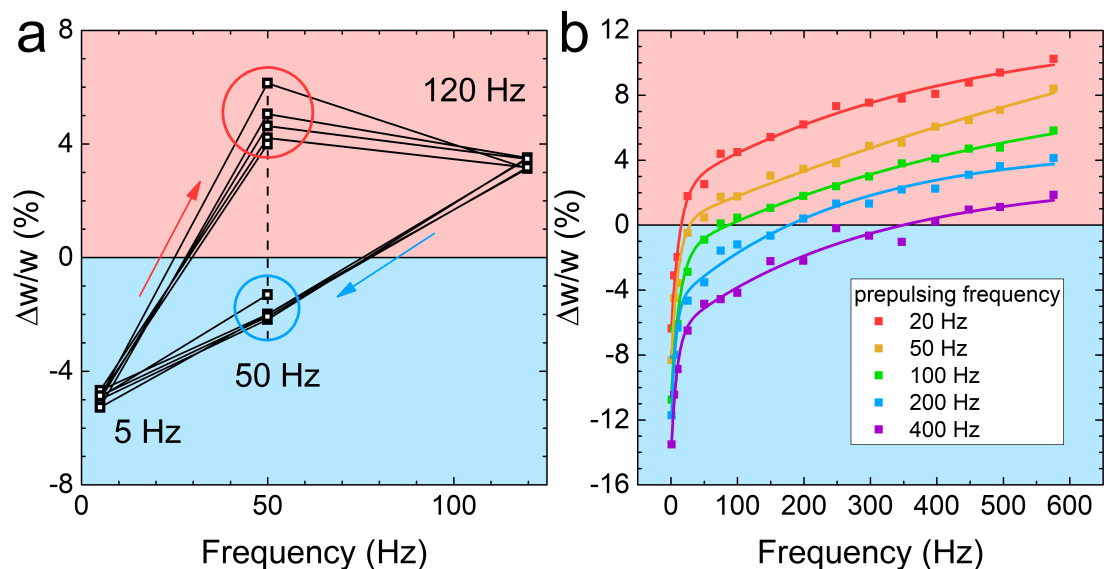 a
8
4
0
-4
-8
Δw/w (%)
120 Hz
50 Hz
5 Hz
0
50
100
Frequency (Hz)
b
12
8
4
0
-4
-8
-12
-16
Δw/w (%)
prepulsing frequency
20 Hz
50 Hz
100 Hz
200 Hz
400 Hz
0
100
200
300
400
500
600
Frequency (Hz)